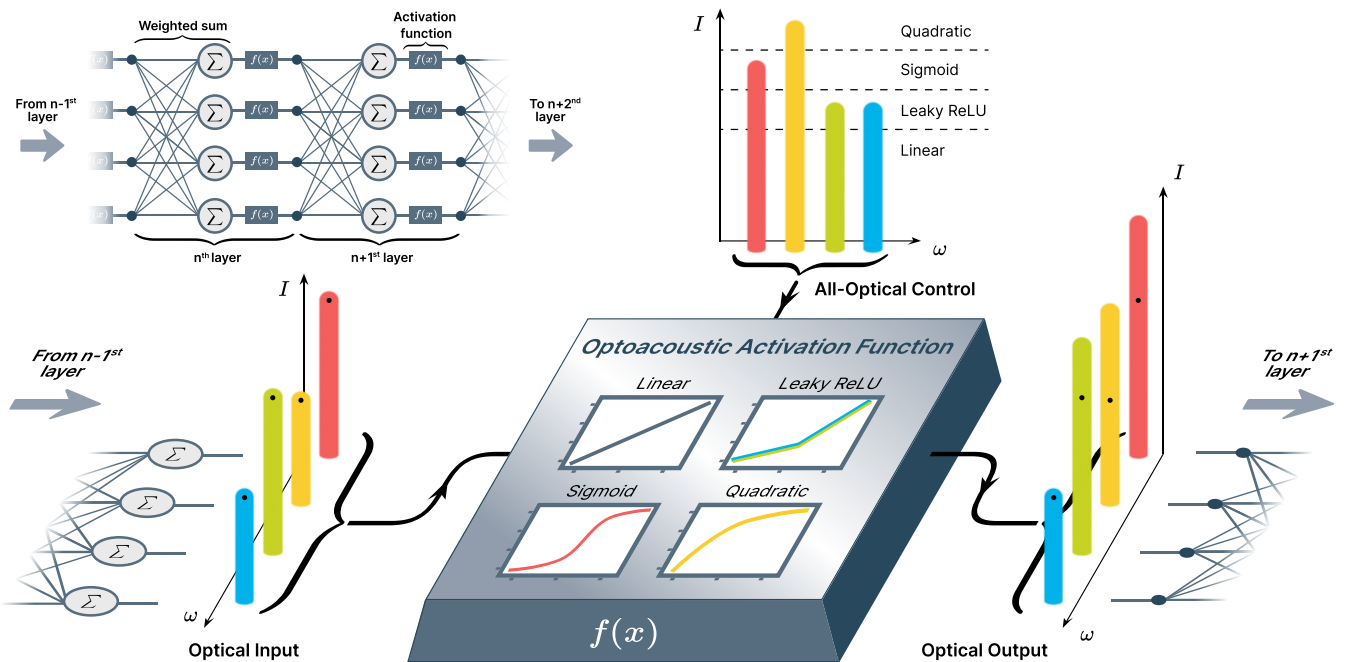 Weighted sum
Activation
function
f(x) Σ f(x) Σ f(x)
From n-1st
layer
f(x) Σ f(x) Σ f(x)
To n+2nd
layer
f(x) Σ f(x) Σ f(x)
f(x) Σ f(x) Σ f(x)
nth layer
n+1st layer
I
Quadratic
Sigmoid
Leaky ReLU
Linear
ω
All-Optical Control
I
From n-1st
layer
Σ
Σ
Σ
Σ
ω
Optical Input
Optoacoustic Activation Function
Linear
Leaky ReLU
Sigmoid
Quadratic
f(x)
I
To n+1st
layer
ω
Optical Output